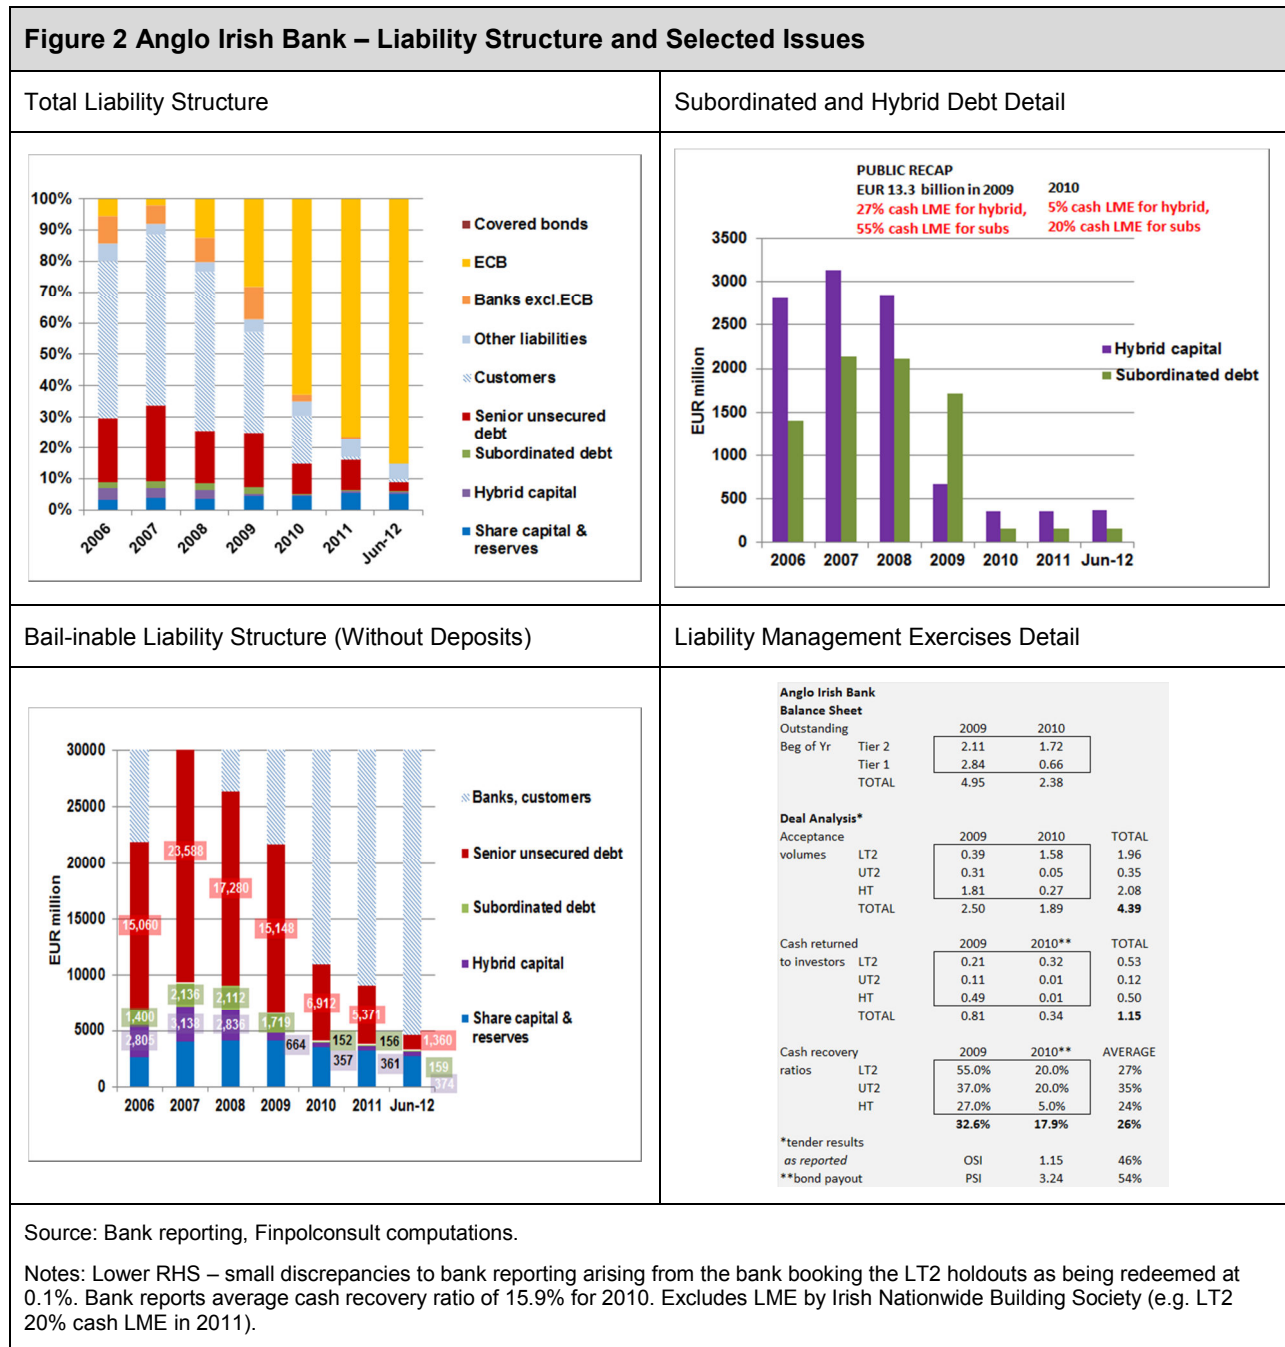 Figure 2 Anglo Irish Bank – Liability Structure and Selected Issues
Total Liability Structure
Subordinated and Hybrid Debt Detail
100%
90%
80%
70%
60%
50%
40%
30%
20%
10%
0%
2006
2007
2008
2009
2010
2011
Jun-12
Covered bonds
ECB
Banks excl.ECB
Other liabilities
Customers
Senior unsecured
debt
Subordinated debt
Hybrid capital
Share capital &
reserves
PUBLIC RECAP
EUR 13.3 billion in 2009
27% cash LME for hybrid,
55% cash LME for subs
2010
5% cash LME for hybrid,
20% cash LME for subs
EUR million
3500
3000
2500
2000
1500
1000
500
0
2006 2007 2008 2009 2010 2011 Jun-12
Hybrid capital
Subordinated debt
Bail-inable Liability Structure (Without Deposits)
Liability Management Exercises Detail
EUR million
30000
25000
20000
15000
10000
5000
0
15,060
23,588
17,280
15,148
6,912
5,371
1,360
1,400
2,136
2,112
1,719
152
156
159
2,805
3,138
2,836
664
357
361
374
2006 2007 2008 2009 2010 2011 Jun-12
Banks, customers
Senior unsecured debt
Subordinated debt
Hybrid capital
Share capital &
reserves
Anglo Irish Bank
Balance Sheet
Outstanding 2009 2010
Beg of Yr Tier 2 2.11 1.72
Tier 1 2.84 0.66
TOTAL 4.95 2.38
Deal Analysis*
Acceptance 2009 2010 TOTAL
volumes LT2 0.39 1.58 1.96
UT2 0.31 0.05 0.35
HT 1.81 0.27 2.08
TOTAL 2.50 1.89 4.39
Cash returned 2009 2010** TOTAL
to investors LT2 0.21 0.32 0.53
UT2 0.11 0.01 0.12
HT 0.49 0.01 0.50
TOTAL 0.81 0.34 1.15
Cash recovery 2009 2010** AVERAGE
ratios LT2 55.0% 20.0% 27%
UT2 37.0% 20.0% 35%
HT 27.0% 5.0% 24%
32.6% 17.9% 26%
*tender results
as reported OSI 1.15 46%
**bond payout PSI 3.24 54%
Source: Bank reporting, Finpolconsult computations.
Notes: Lower RHS – small discrepancies to bank reporting arising from the bank booking the LT2 holdouts as being redeemed at
0.1%. Bank reports average cash recovery ratio of 15.9% for 2010. Excludes LME by Irish Nationwide Building Society (e.g. LT2
20% cash LME in 2011).